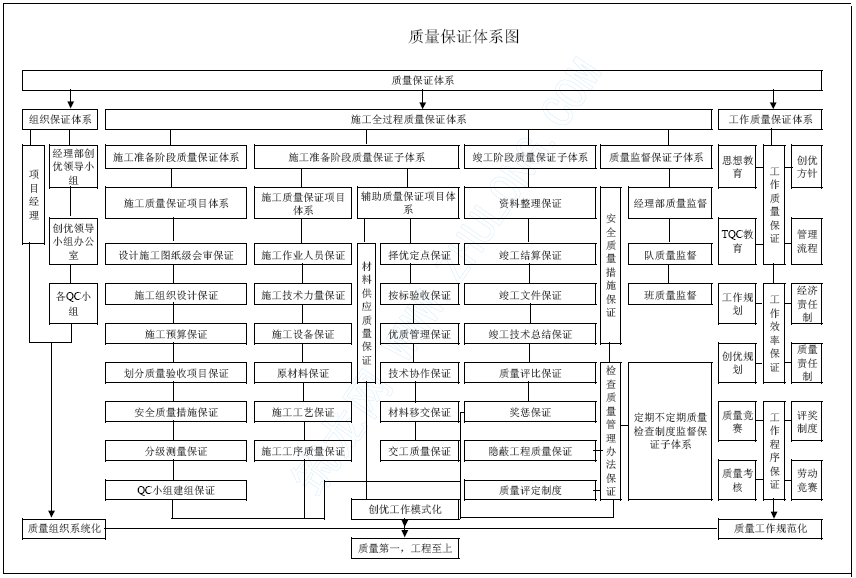 质量保证体系图
质量保证体系
组织保证体系
施工全过程质量保证体系
工作质量保证体系
项
目
经
理
经理部创
优领导小
组
创优领导
小组办公
室
各QC小
组
质量组织系统化
施工准备阶段质量保证体系
施工质量保证项目体系
设计施工图纸级会审保证
施工组织设计保证
施工预算保证
划分质量验收项目保证
安全质量措施保证
分级测量保证
QC小组建组保证
施工准备阶段质量保证子体系
施工质量保证项目
体系
施工作业人员保证
施工技术力量保证
施工设备保证
原材料保证
施工工艺保证
施工工序质量保证
辅助质量保证项目体
系
材
料
供
应
质
量
保
证
择优定点保证
按标验收保证
优质管理保证
技术协作保证
材料移交保证
交工质量保证
竣工阶段质量保证子体系
资料整理保证
竣工结算保证
竣工文件保证
竣工技术总结保证
质量评比保证
奖惩保证
隐蔽工程质量保证
质量评定制度
质量监督保证子体系
安
全
质
量
措
施
保
证
检
查
质
量
管
理
办
法
保
证
经理部质量监督
队质量监督
班质量监督
定期不定期质量
检查制度监督保
证子体系
思想教
育
TQC教
育
工作规
划
创优规
划
质量竞
赛
质量考
核
工
作
质
量
保
证
工
作
效
率
保
证
工
作
程
序
保
证
创优
方针
管理
流程
经济
责任
制
质量
责任
制
评奖
制度
劳动
竞赛
创优工作模式化
质量工作规范化
质量第一，工程至上